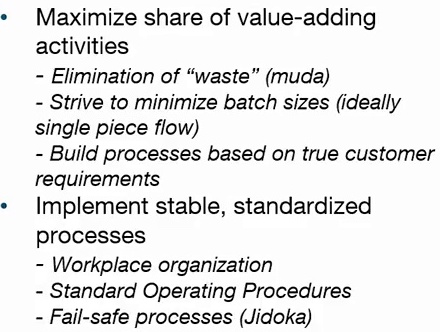 • Maximize share of value-adding
activities
- Elimination of “waste” (muda)
- Strive to minimize batch sizes (ideally
single piece flow)
- Build processes based on true customer
requirements
• Implement stable, standardized
processes
- Workplace organization
- Standard Operating Procedures
- Fail-safe processes (Jidoka)